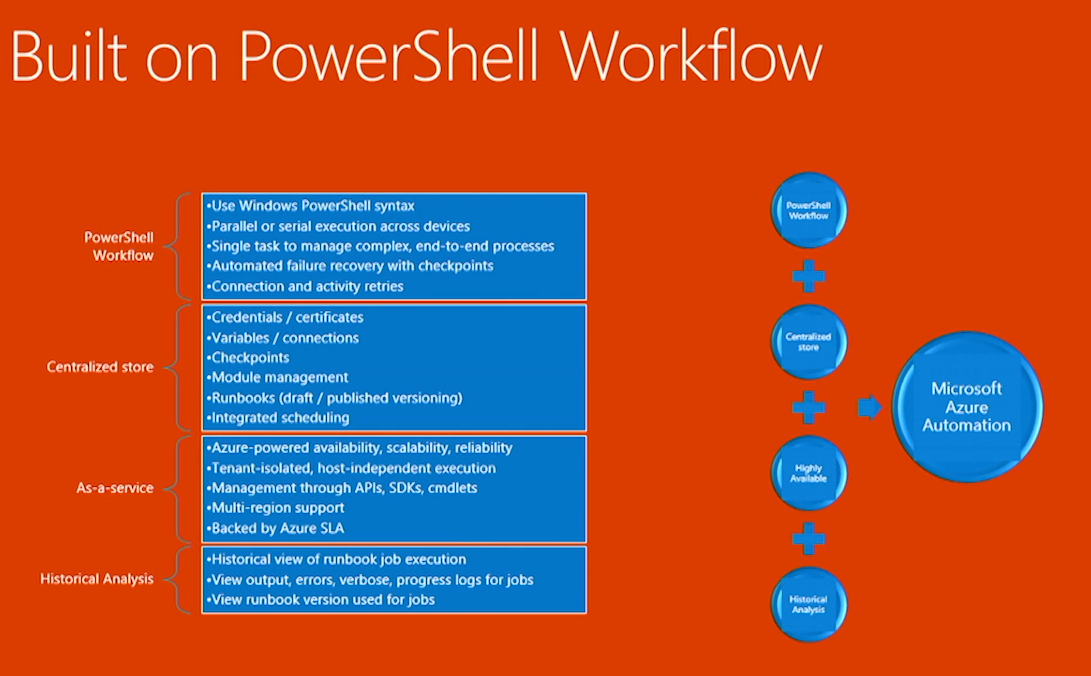 Built on PowerShell Workflow
PowerShell
Workflow
•Use Windows PowerShell syntax
•Parallel or serial execution across devices
•Single task to manage complex, end-to-end processes
•Automated failure recovery with checkpoints
•Connection and activity retries
Centralized store
•Credentials / certificates
•Variables / connections
•Checkpoints
•Module management
•Runbooks (draft / published versioning)
•Integrated scheduling
As-a-service
•Azure-powered availability, scalability, reliability
•Tenant-isolated, host-independent execution
•Management through APIs, SDKs, cmdlets
•Multi-region support
•Backed by Azure SLA
Historical Analysis
•Historical view of runbook job execution
•View output, errors, verbose, progress logs for jobs
•View runbook version used for jobs
PowerShell
Workflow
Centralized
store
Highly
Available
Historical
Analysis
Microsoft
Azure
Automation